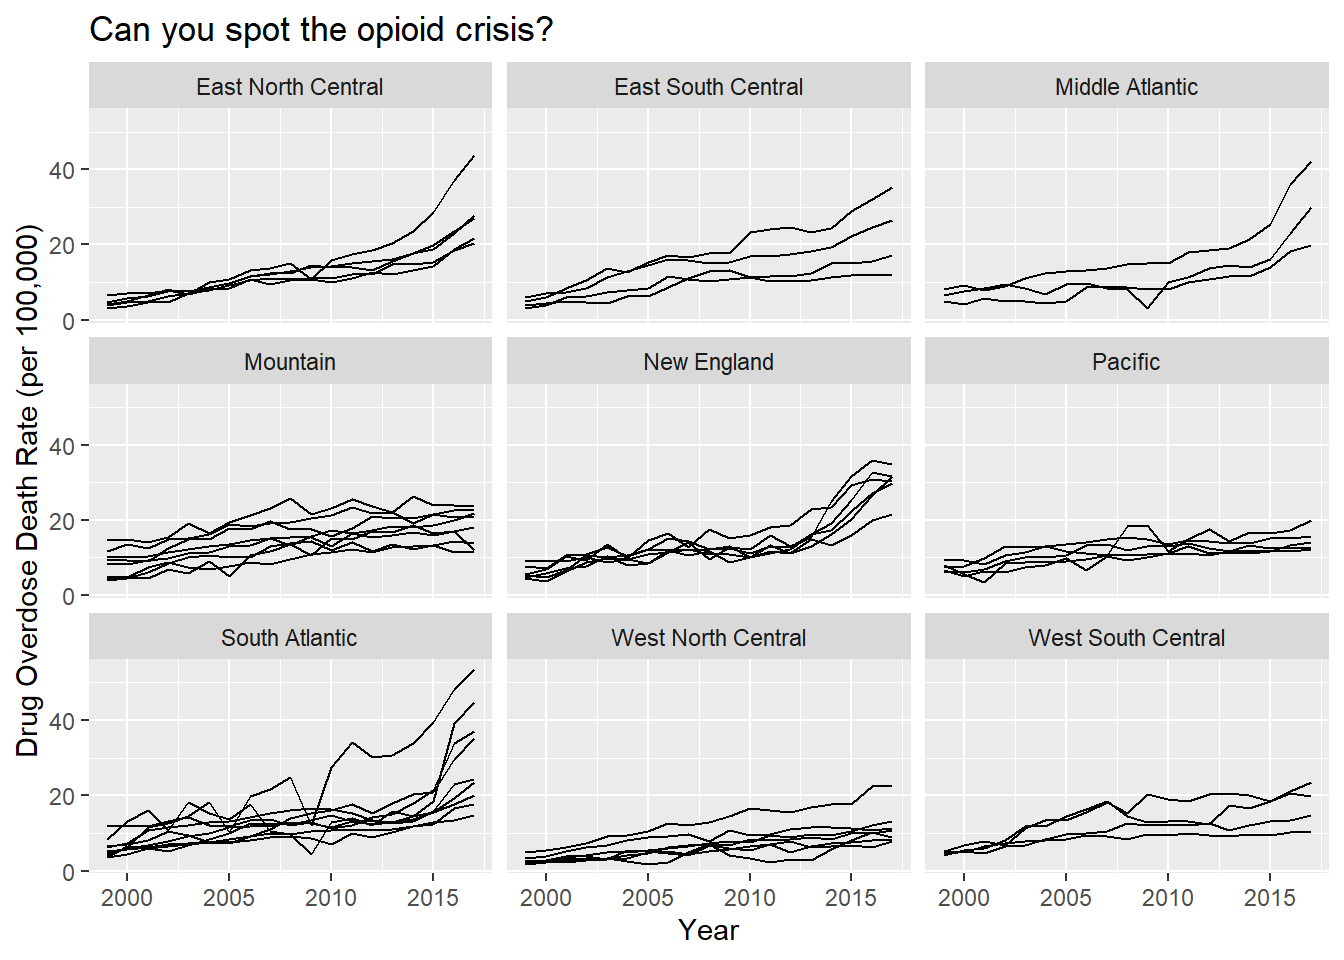 Can you spot the opioid crisis?
East North Central
East South Central
Middle Atlantic
40
20
0
Mountain
New England
Pacific
40
20
0
South Atlantic
West North Central
West South Central
40
20
0
2000 2005 2010 2015
2000 2005 2010 2015
2000 2005 2010 2015
Year
Drug Overdose Death Rate (per 100,000)